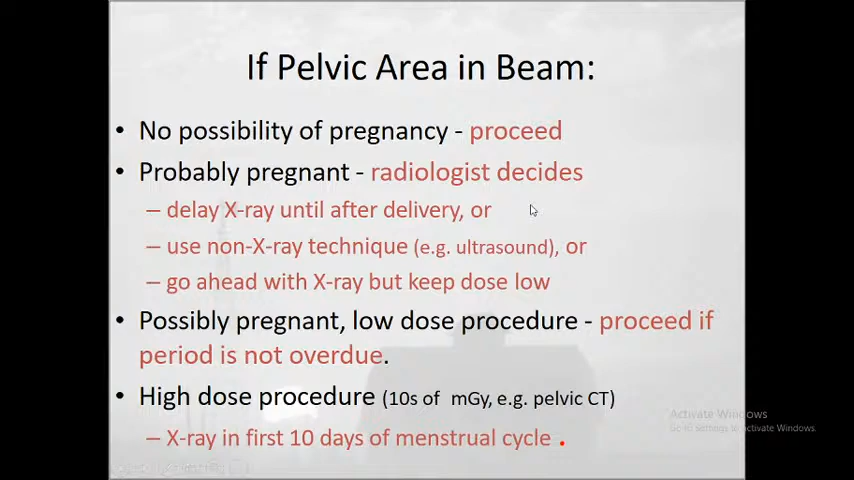 If Pelvic Area in Beam:
• No possibility of pregnancy - proceed
• Probably pregnant - radiologist decides
– delay X-ray until after delivery, or
– use non-X-ray technique (e.g. ultrasound), or
– go ahead with X-ray but keep dose low
• Possibly pregnant, low dose procedure - proceed if
period is not overdue.
• High dose procedure (10s of mGy, e.g. pelvic CT)
– X-ray in first 10 days of menstrual cycle .
Activate Windows
Go to Settings to activate Windows.